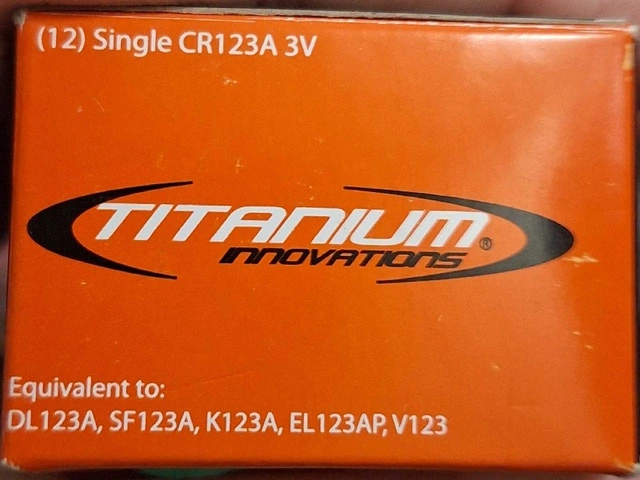 (12) Single CR123A 3V
TITANIUM®
INNOVATIONS
Equivalent to:
DL123A, SF123A, K123A, EL123AP, V123